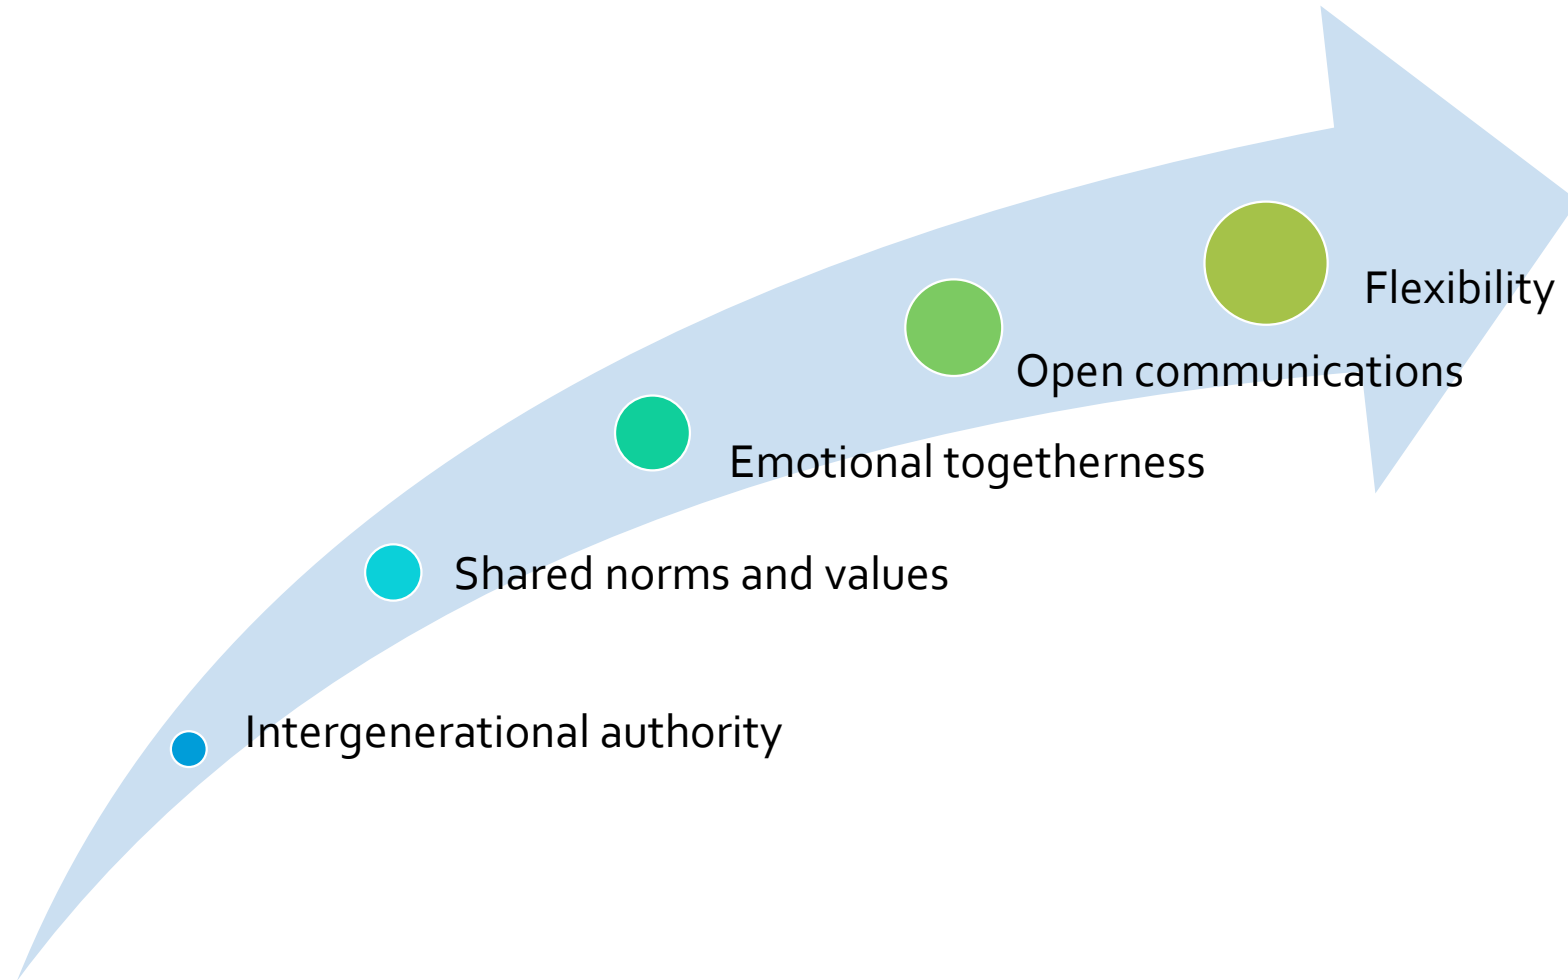 Flexibility
Open communications
Emotional togetherness
Shared norms and values
Intergenerational authority